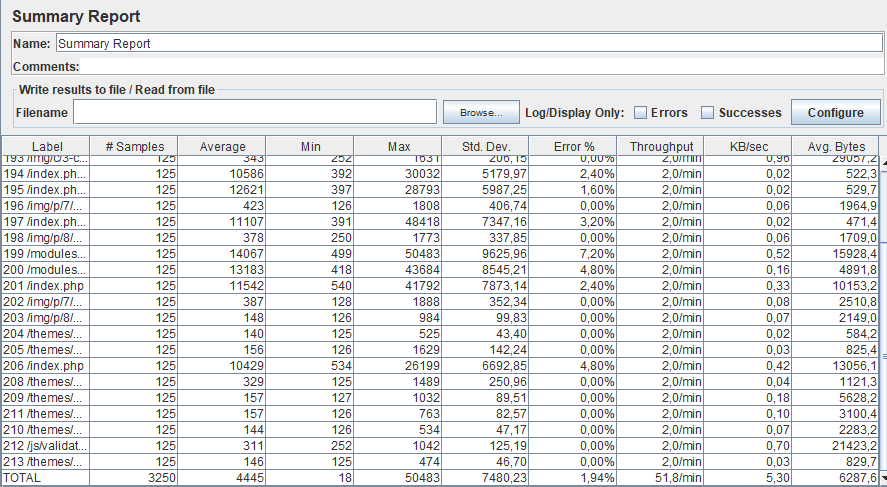 Summary Report
Name: Summary Report
Comments:
Write results to file / Read from file
Filename Browse... Log/Display Only: Errors Successes Configure
Label # Samples Average Min Max Std. Dev. Error % Throughput KB/sec Avg. Bytes
193 /img/c/3-c... 125 343 252 1631 206,15 0,00% 2,0/min 0,96 29057,2
194 /index.ph... 125 10586 392 30032 5179,97 2,40% 2,0/min 0,02 522,3
195 /index.ph... 125 12621 397 28793 5987,25 1,60% 2,0/min 0,02 529,7
196 /img/p/7/... 125 423 126 1808 406,74 0,00% 2,0/min 0,06 1964,9
197 /index.ph... 125 11107 391 48418 7347,16 3,20% 2,0/min 0,02 471,4
198 /img/p/8/... 125 378 250 1773 337,85 0,00% 2,0/min 0,06 1709,0
199 /modules... 125 14067 499 50483 9625,96 7,20% 2,0/min 0,52 15928,4
200 /modules... 125 13183 418 43684 8545,21 4,80% 2,0/min 0,16 4891,8
201 /index.php 125 11542 540 41792 7873,14 2,40% 2,0/min 0,33 10153,2
202 /img/p/7/... 125 387 128 1888 352,34 0,00% 2,0/min 0,08 2510,8
203 /img/p/8/... 125 148 126 984 99,83 0,00% 2,0/min 0,07 2149,0
204 /themes/... 125 140 125 525 43,40 0,00% 2,0/min 0,02 584,2
205 /themes/... 125 156 126 1629 142,24 0,00% 2,0/min 0,03 825,4
206 /index.php 125 10429 534 26199 6692,85 4,80% 2,0/min 0,42 13056,1
208 /themes/... 125 329 125 1489 250,96 0,00% 2,0/min 0,04 1121,3
209 /themes/... 125 157 127 1032 89,51 0,00% 2,0/min 0,18 5628,2
211 /themes/... 125 157 126 763 82,57 0,00% 2,0/min 0,10 3100,4
210 /themes/... 125 144 126 534 47,17 0,00% 2,0/min 0,07 2283,2
212 /js/validat... 125 311 252 1042 125,19 0,00% 2,0/min 0,70 21423,2
213 /themes/... 125 146 125 474 46,70 0,00% 2,0/min 0,03 829,7
TOTAL 3250 4445 18 50483 7480,23 1,94% 51,8/min 5,30 6287,6